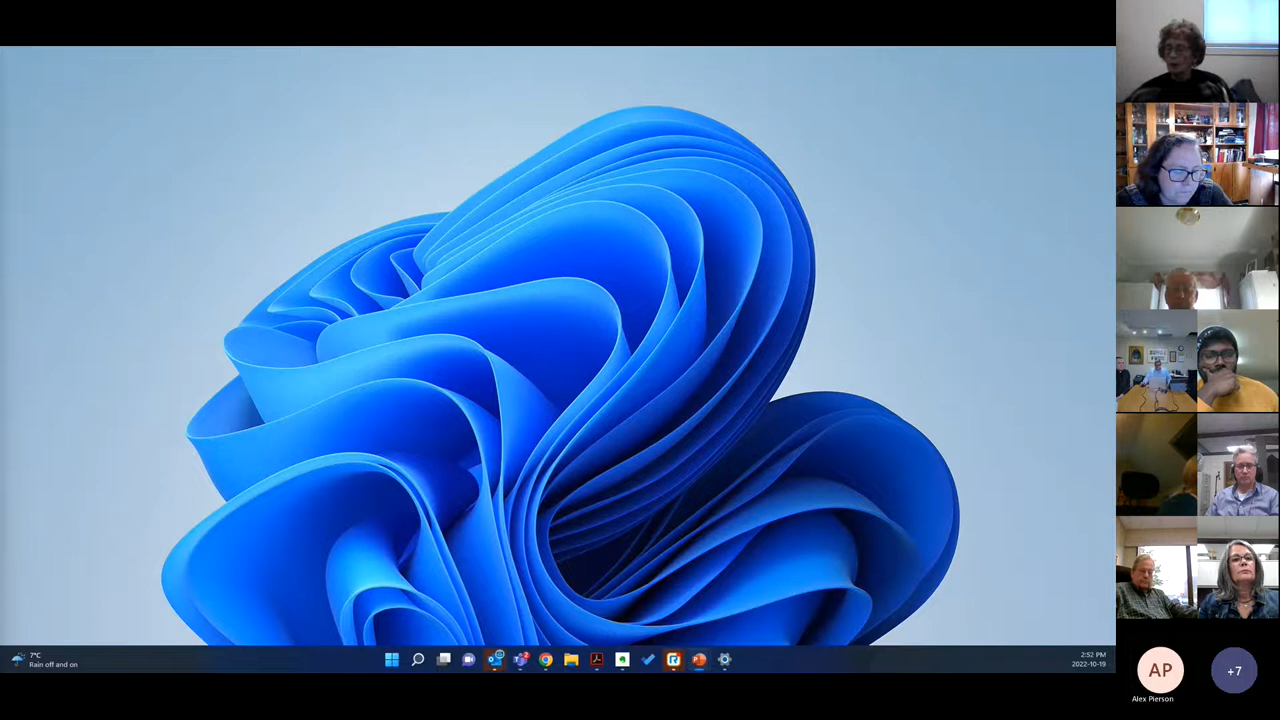 7°C
Rain off and on
2:52 PM
2022-10-19
AP
Alex Pierson
+7